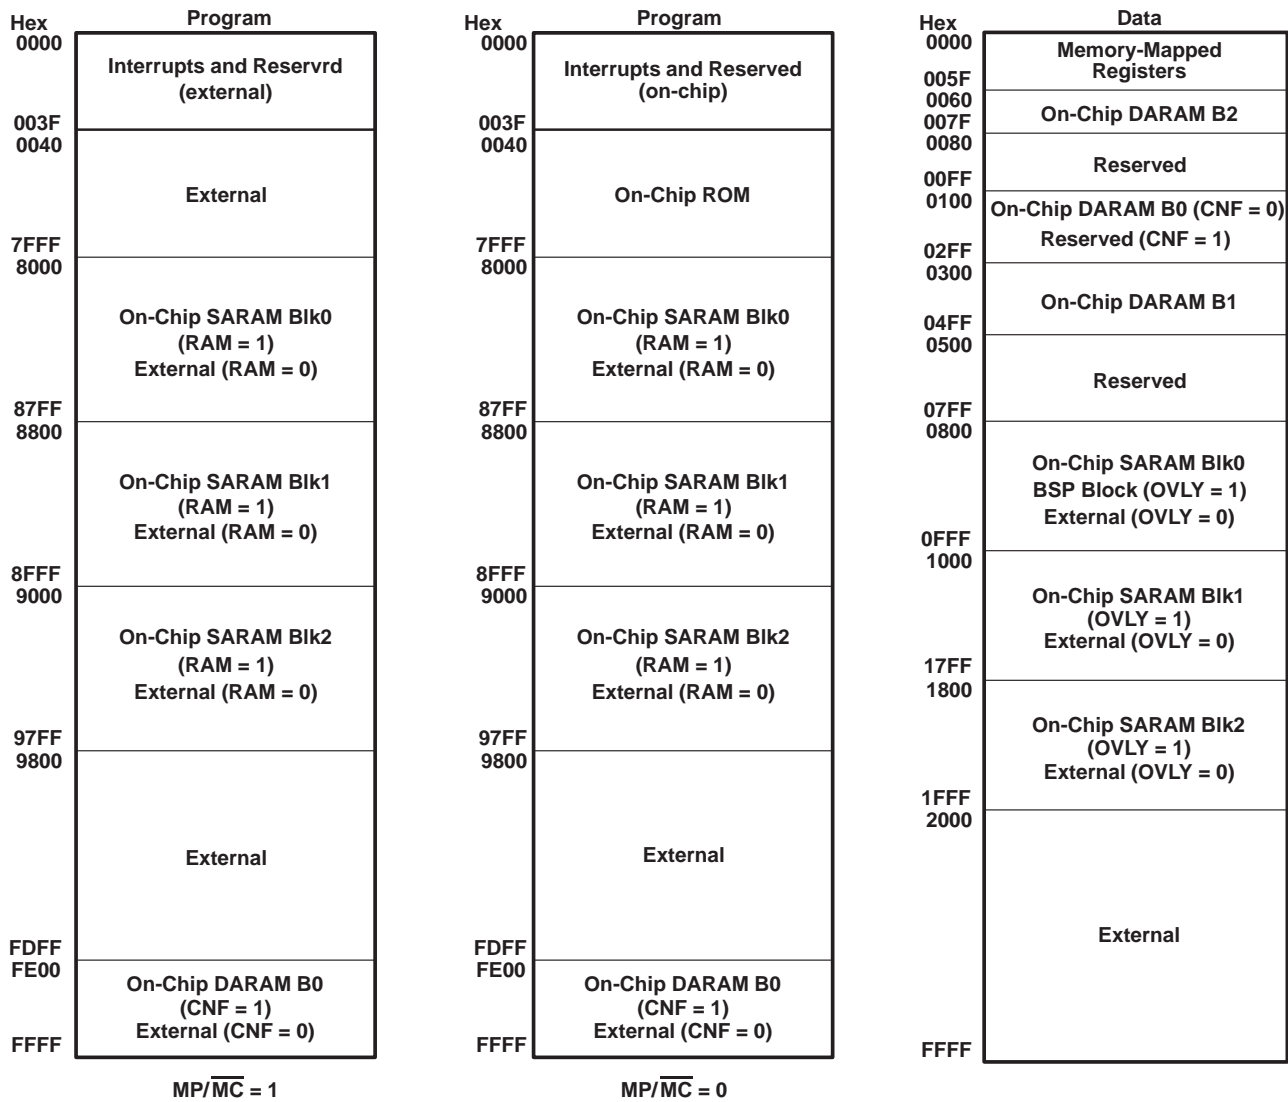 Program
Hex
0000
Interrupts and Reservrd
(external)
003F
0040
External
7FFF
8000
On-Chip SARAM Blk0
(RAM = 1)
External (RAM = 0)
87FF
8800
On-Chip SARAM Blk1
(RAM = 1)
External (RAM = 0)
8FFF
9000
On-Chip SARAM Blk2
(RAM = 1)
External (RAM = 0)
97FF
9800
External
FDFF
FE00
On-Chip DARAM B0
(CNF = 1)
External (CNF = 0)
FFFF
MP/M̅C̅ = 1
Program
Hex
0000
Interrupts and Reserved
(on-chip)
003F
0040
On-Chip ROM
7FFF
8000
On-Chip SARAM Blk0
(RAM = 1)
External (RAM = 0)
87FF
8800
On-Chip SARAM Blk1
(RAM = 1)
External (RAM = 0)
8FFF
9000
On-Chip SARAM Blk2
(RAM = 1)
External (RAM = 0)
97FF
9800
External
FDFF
FE00
On-Chip DARAM B0
(CNF = 1)
External (CNF = 0)
FFFF
MP/M̅C̅ = 0
Data
Hex
0000
Memory-Mapped
Registers
005F
0060
On-Chip DARAM B2
007F
0080
Reserved
00FF
0100
On-Chip DARAM B0 (CNF = 0)
Reserved (CNF = 1)
02FF
0300
On-Chip DARAM B1
04FF
0500
Reserved
07FF
0800
On-Chip SARAM Blk0
BSP Block (OVLY = 1)
External (OVLY = 0)
0FFF
1000
On-Chip SARAM Blk1
(OVLY = 1)
External (OVLY = 0)
17FF
1800
On-Chip SARAM Blk2
(OVLY = 1)
External (OVLY = 0)
1FFF
2000
External
FFFF